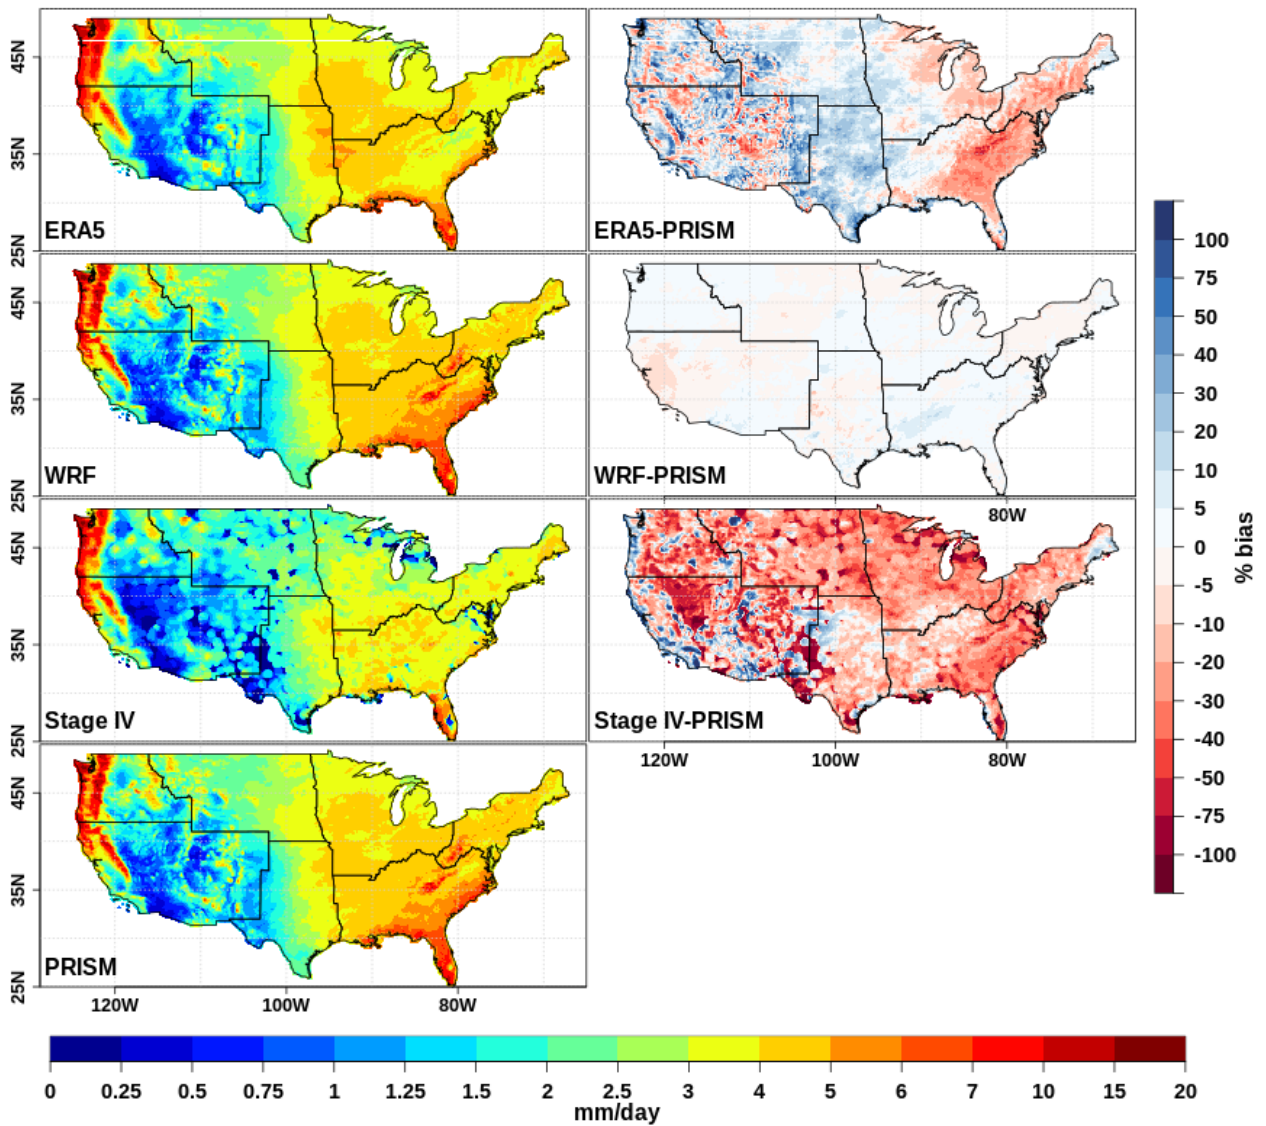 45N
35N
25N
ERA5
ERA5-PRISM
45N
35N
25N
WRF
WRF-PRISM
80W
45N
35N
25N
Stage IV
Stage IV-PRISM
120W 100W 80W
45N
35N
25N
PRISM
120W 100W 80W
100
75
50
40
30
20
10
5
0
-5
-10
-20
-30
-40
-50
-75
-100
% bias
0 0.25 0.5 0.75 1 1.25 1.5 2 2.5 3 4 5 6 7 10 15 20
mm/day